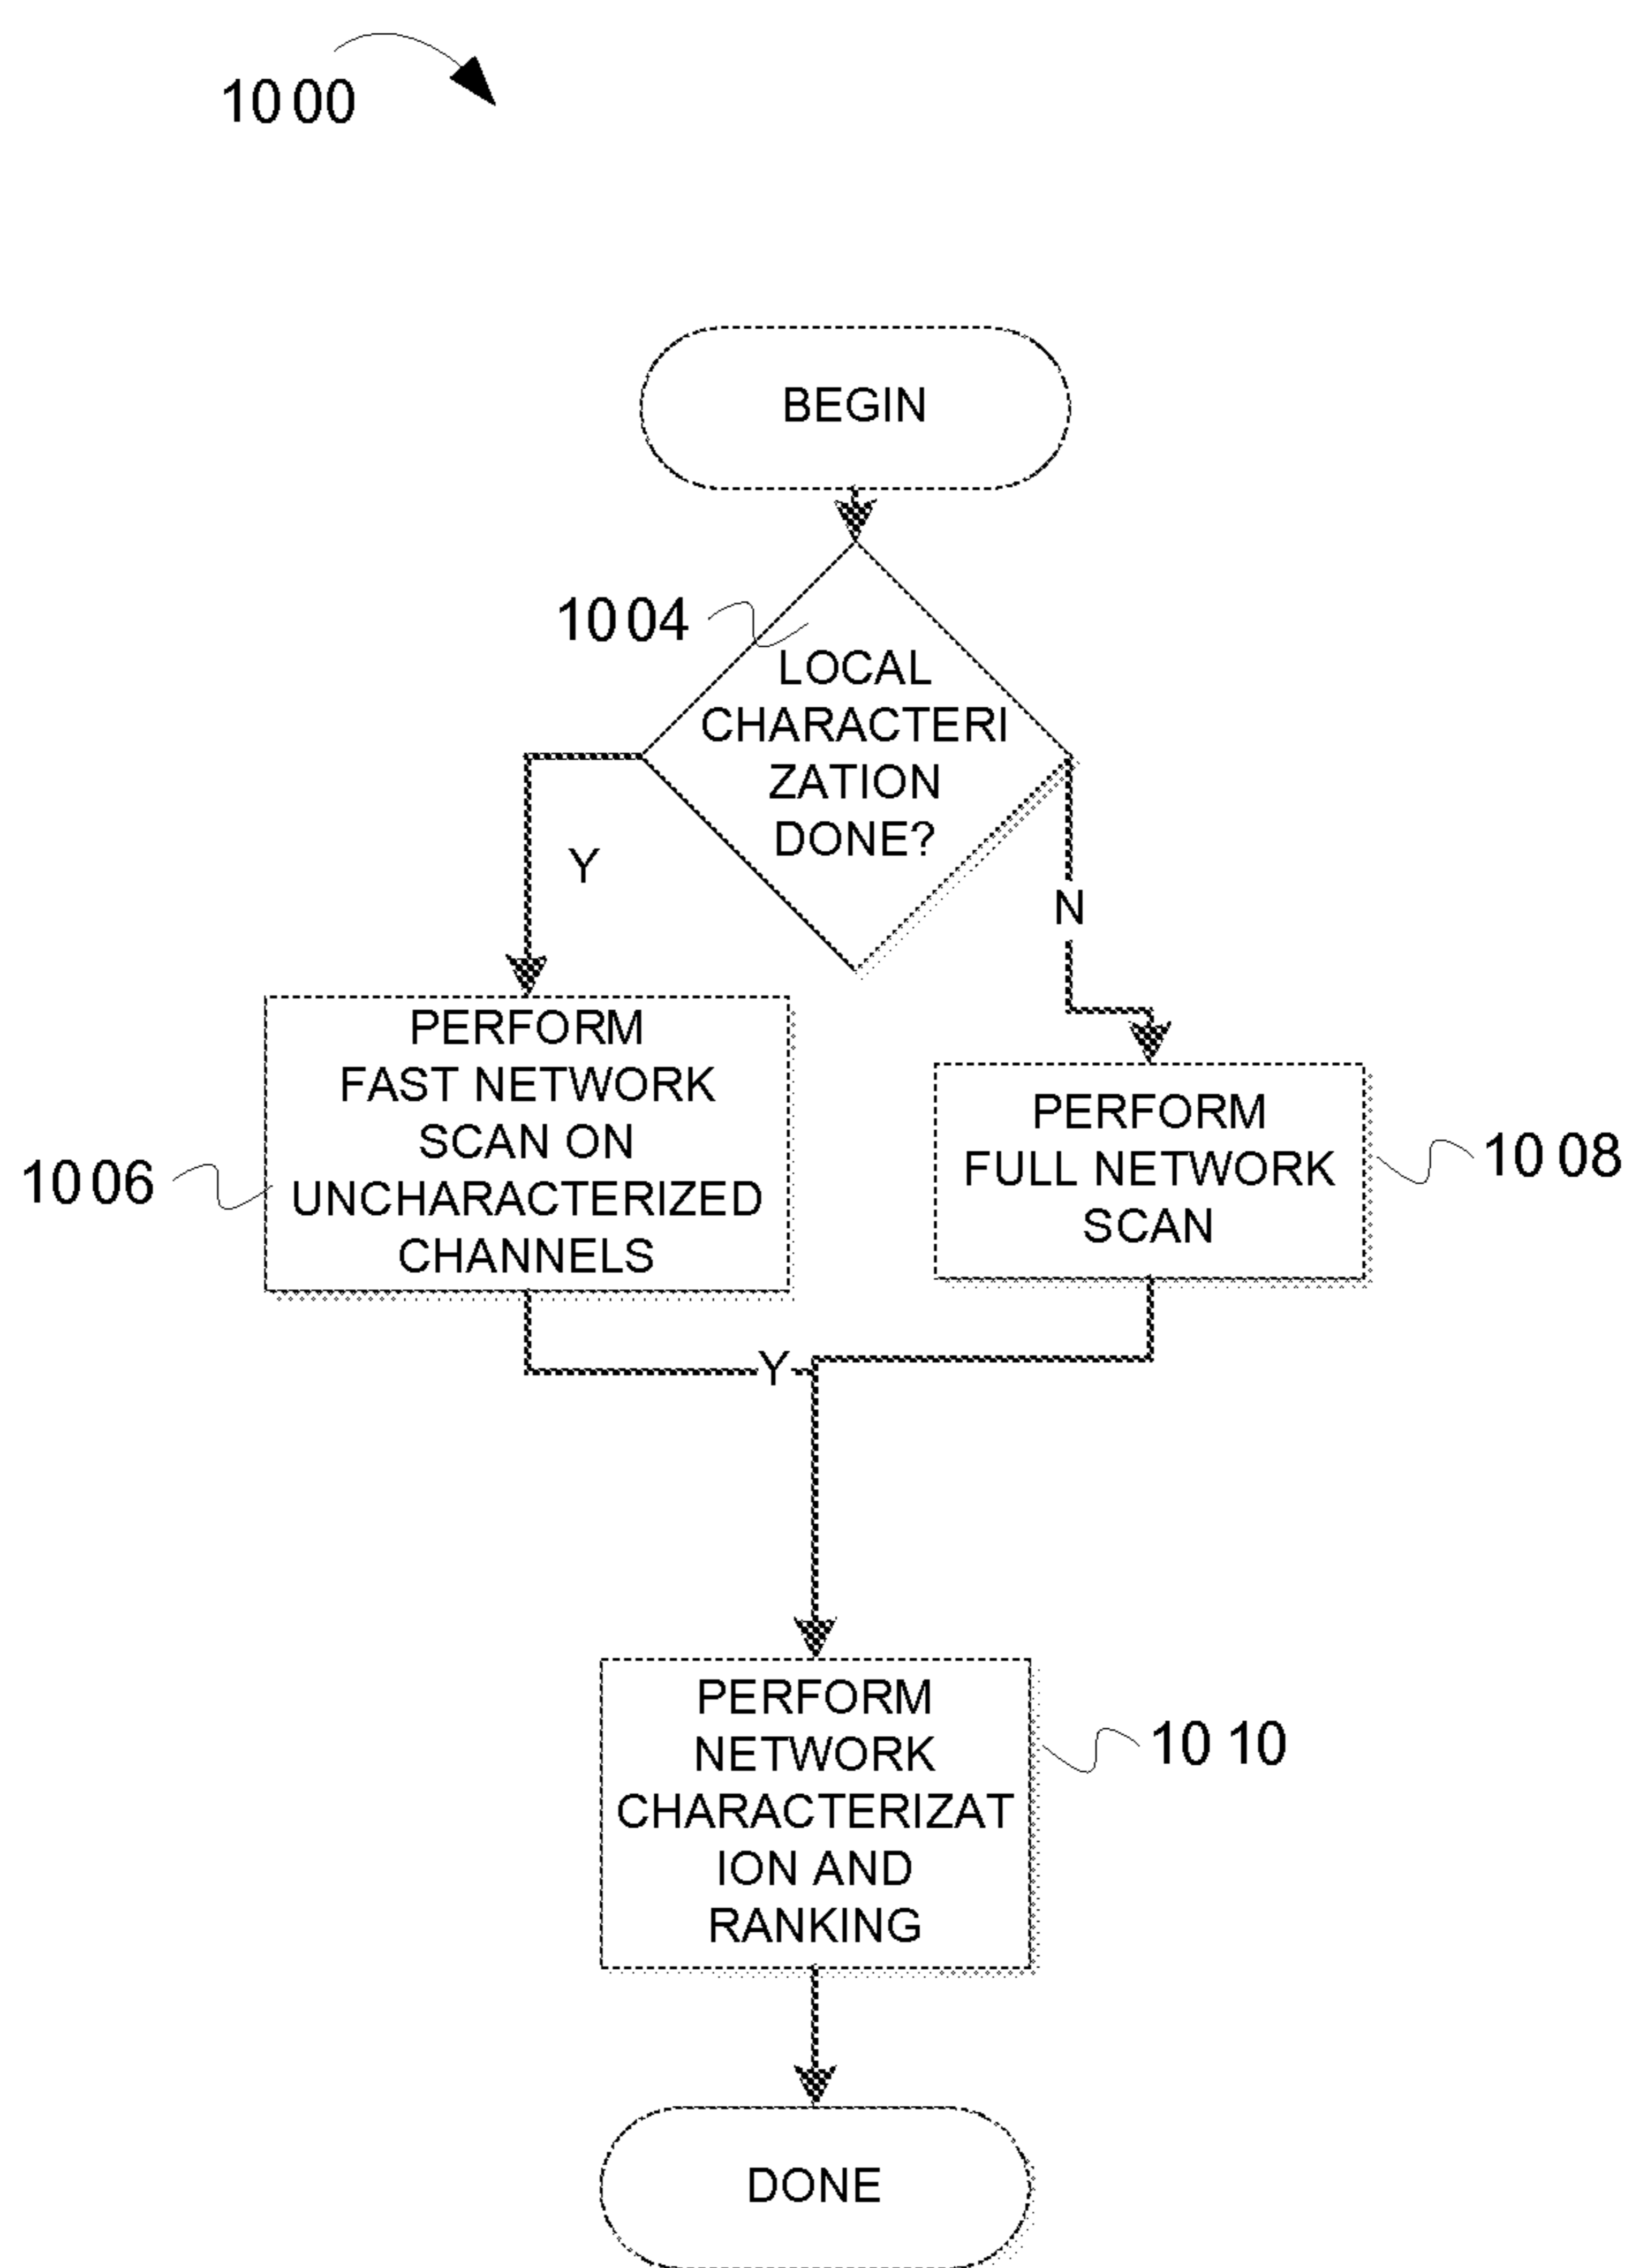 1000
BEGIN
1004
LOCAL
CHARACTERI
ZATION
DONE?
Y
N
PERFORM
FAST NETWORK
SCAN ON
UNCHARACTERIZED
CHANNELS
1006
PERFORM
FULL NETWORK
SCAN
1008
Y
PERFORM
NETWORK
CHARACTERIZAT
ION AND
RANKING
1010
DONE